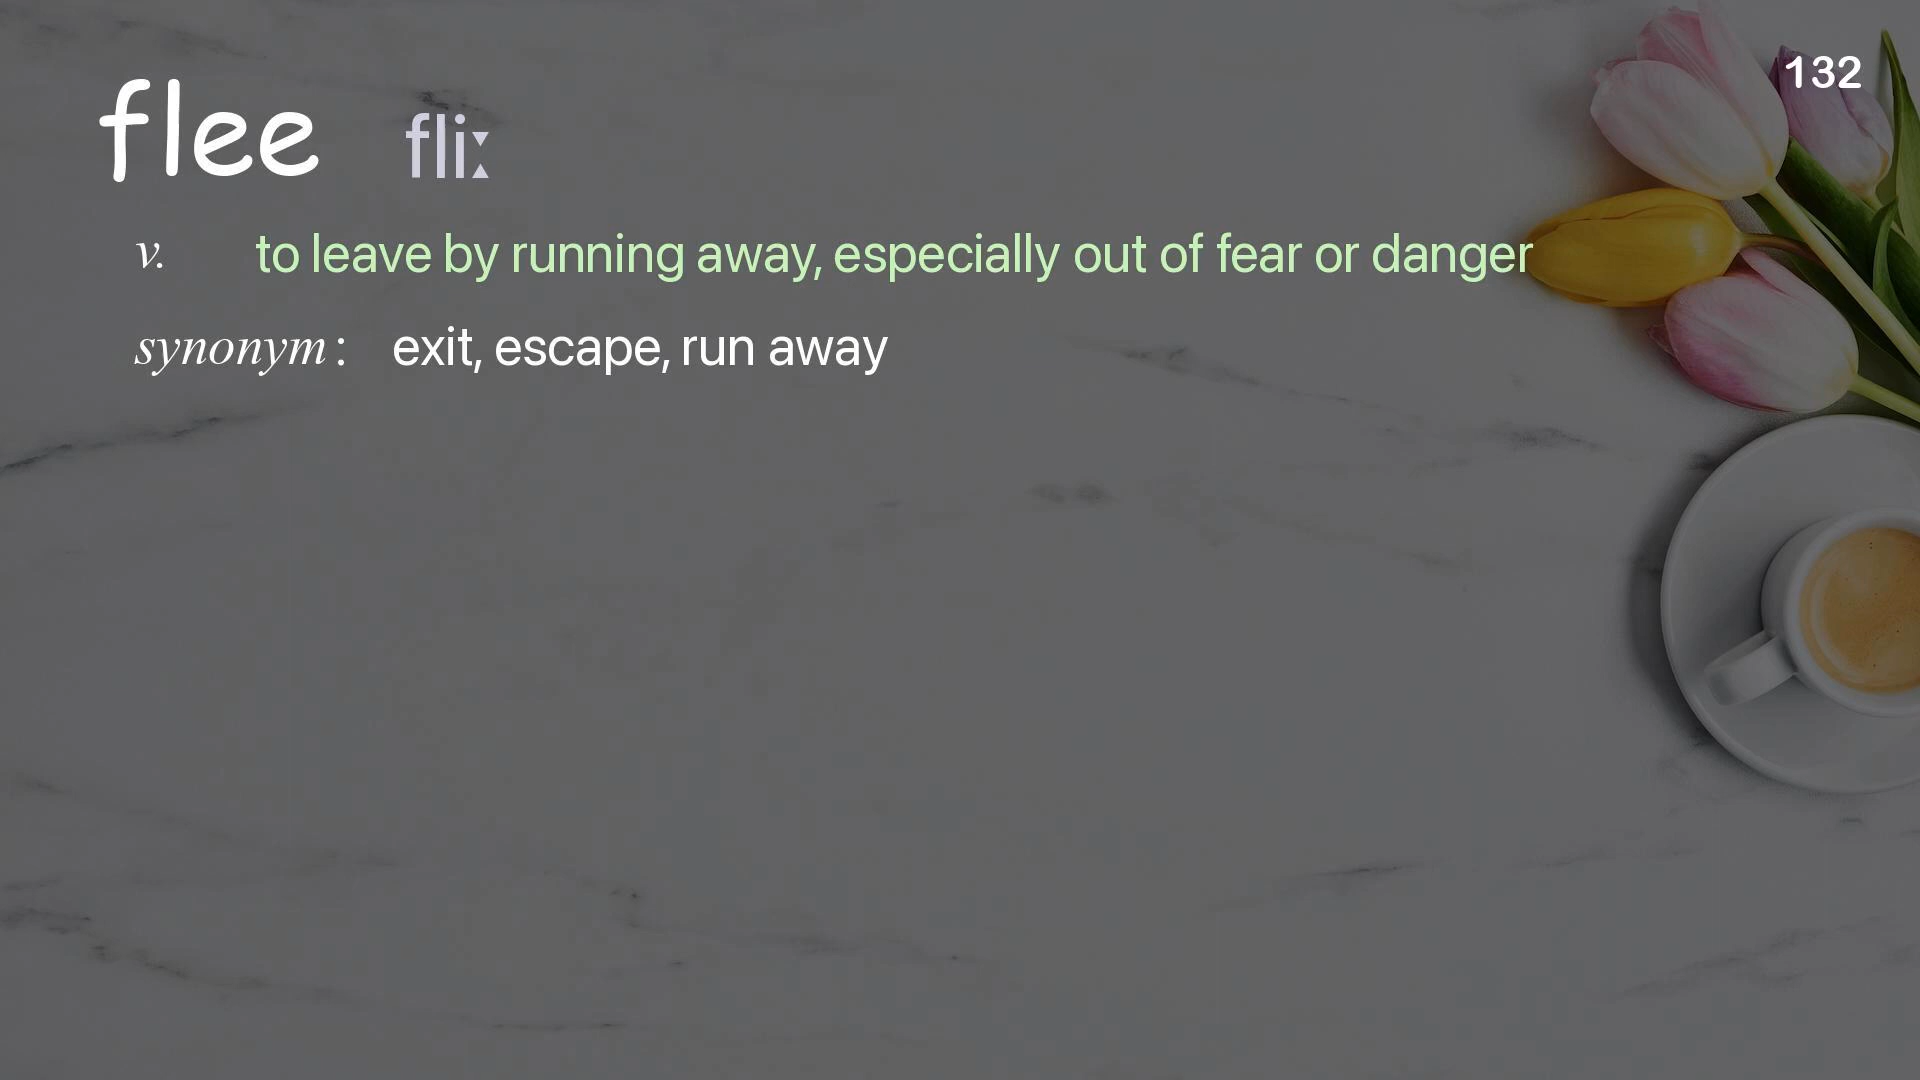 132
flee fliː
v. to leave by running away, especially out of fear or danger
synonym : exit, escape, run away